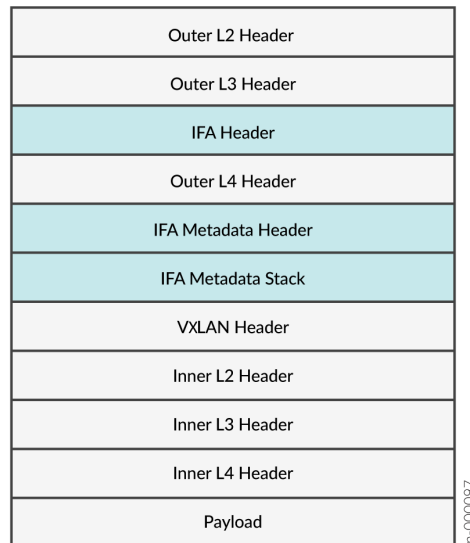 Outer L2 Header
Outer L3 Header
IFA Header
Outer L4 Header
IFA Metadata Header
IFA Metadata Stack
VXLAN Header
Inner L2 Header
Inner L3 Header
Inner L4 Header
Payload